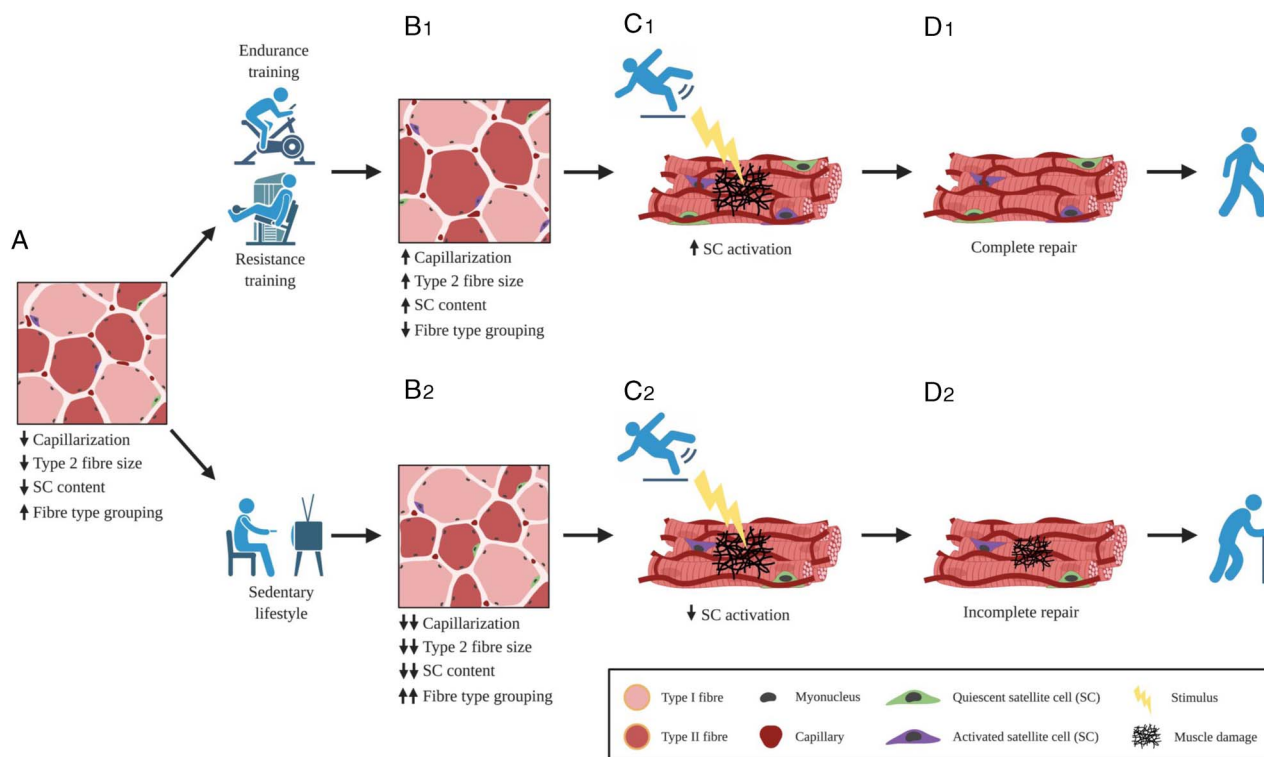 A
↓ Capillarization
↓ Type 2 fibre size
↓ SC content
↑ Fibre type grouping
Endurance
training
Resistance
training
B1
↑ Capillarization
↑ Type 2 fibre size
↑ SC content
↓ Fibre type grouping
C1
↑ SC activation
D1
Complete repair
Sedentary
lifestyle
B2
↓↓ Capillarization
↓↓ Type 2 fibre size
↓↓ SC content
↑↑ Fibre type grouping
C2
↓ SC activation
D2
Incomplete repair
Type I fibre
Myonucleus
Quiescent satellite cell (SC)
Stimulus
Type II fibre
Capillary
Activated satellite cell (SC)
Muscle damage